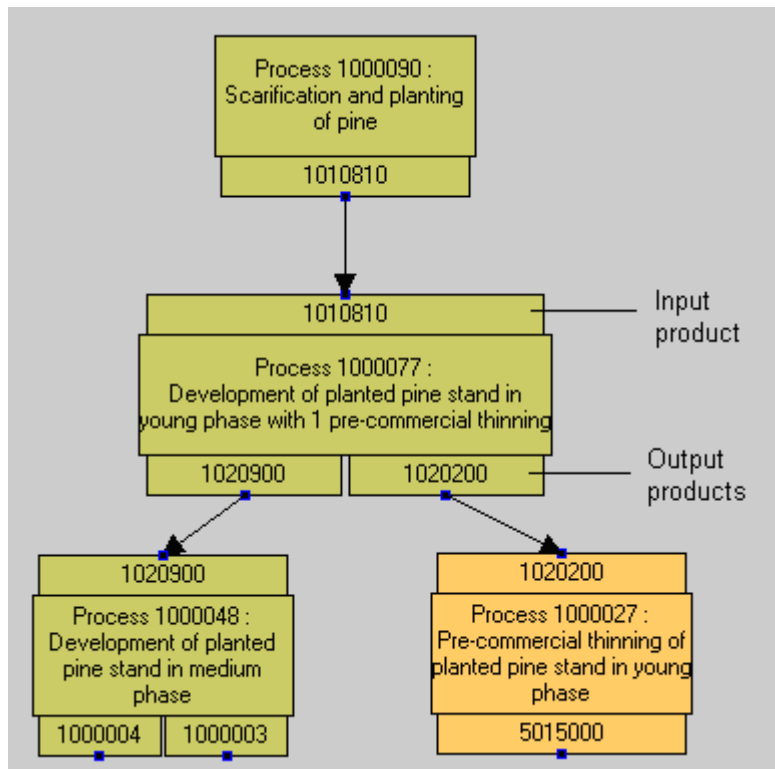 Process 1000090 :
Scarification and planting
of pine
1010810
1010810
Input
product
Process 1000077 :
Development of planted pine stand in
young phase with 1 pre-commercial thinning
1020900
1020200
Output
products
1020900
Process 1000048 :
Development of planted
pine stand in medium
phase
1000004
1000003
1020200
Process 1000027 :
Pre-commercial thinning of
planted pine stand in young
phase
5015000